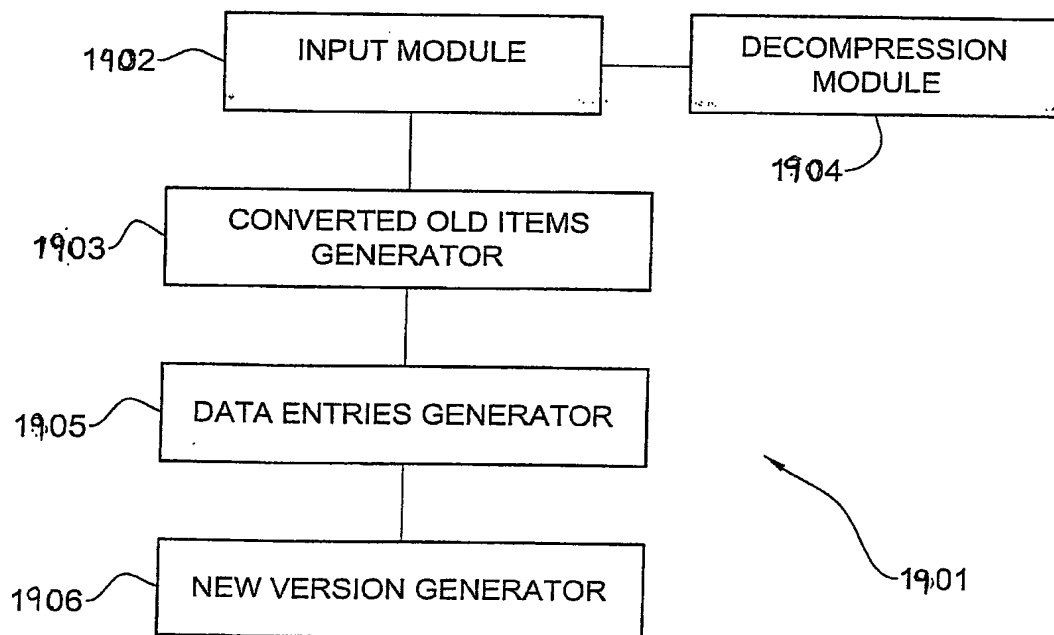 1902
INPUT MODULE
DECOMPRESSION
MODULE
1904
1903
CONVERTED OLD ITEMS
GENERATOR
1905
DATA ENTRIES GENERATOR
1906
NEW VERSION GENERATOR
1901